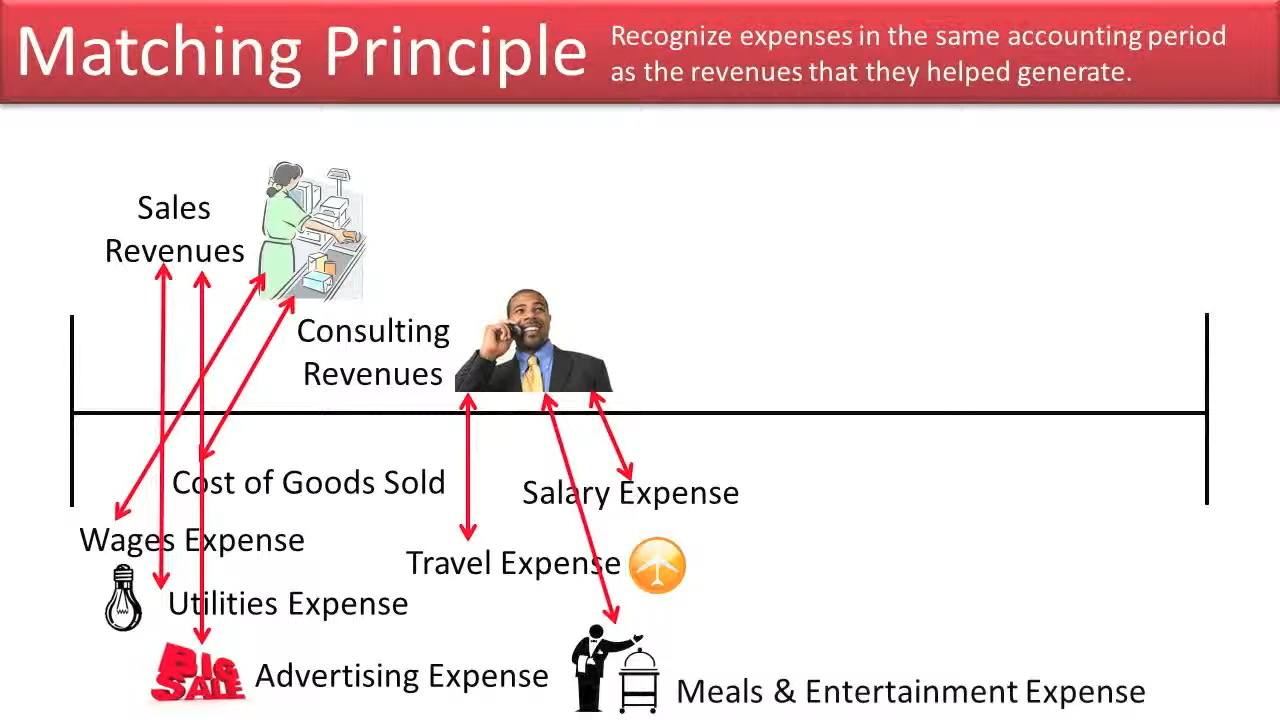 Matching Principle
Recognize expenses in the same accounting period
as the revenues that they helped generate.
Sales
Revenues
Consulting
Revenues
Cost of Goods Sold
Salary Expense
Wages Expense
Travel Expense
Utilities Expense
BIG
SALE
Advertising Expense
Meals & Entertainment Expense